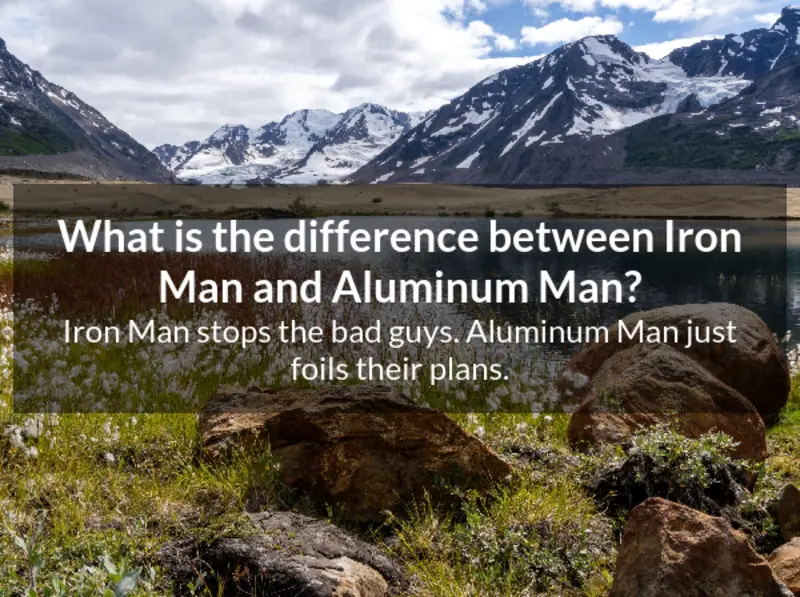 What is the difference between Iron
Man and Aluminum Man?
Iron Man stops the bad guys. Aluminum Man just
foils their plans.